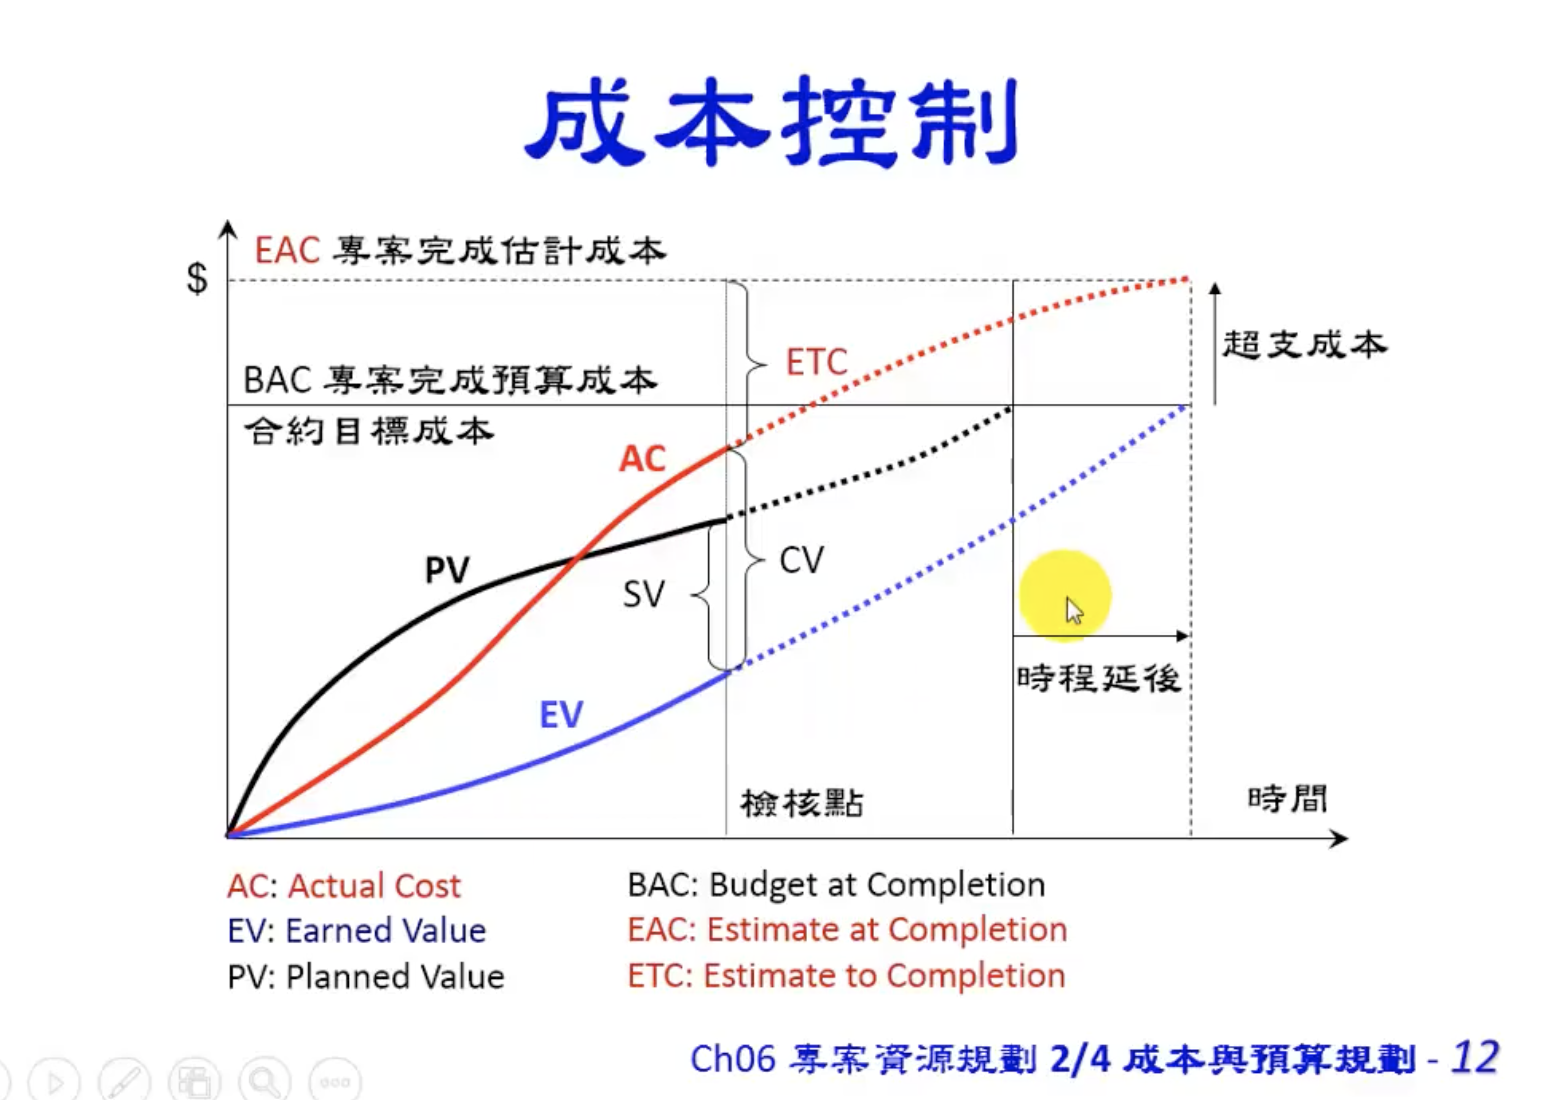 成本控制
EAC 專案完成估計成本
$
ETC
超支成本
BAC 專案完成預算成本
合約目標成本
AC
PV
CV
SV
時程延後
EV
檢核點
時間
AC: Actual Cost
EV: Earned Value
PV: Planned Value
BAC: Budget at Completion
EAC: Estimate at Completion
ETC: Estimate to Completion
Ch06 專案資源規劃 2/4 成本與預算規劃 - 12